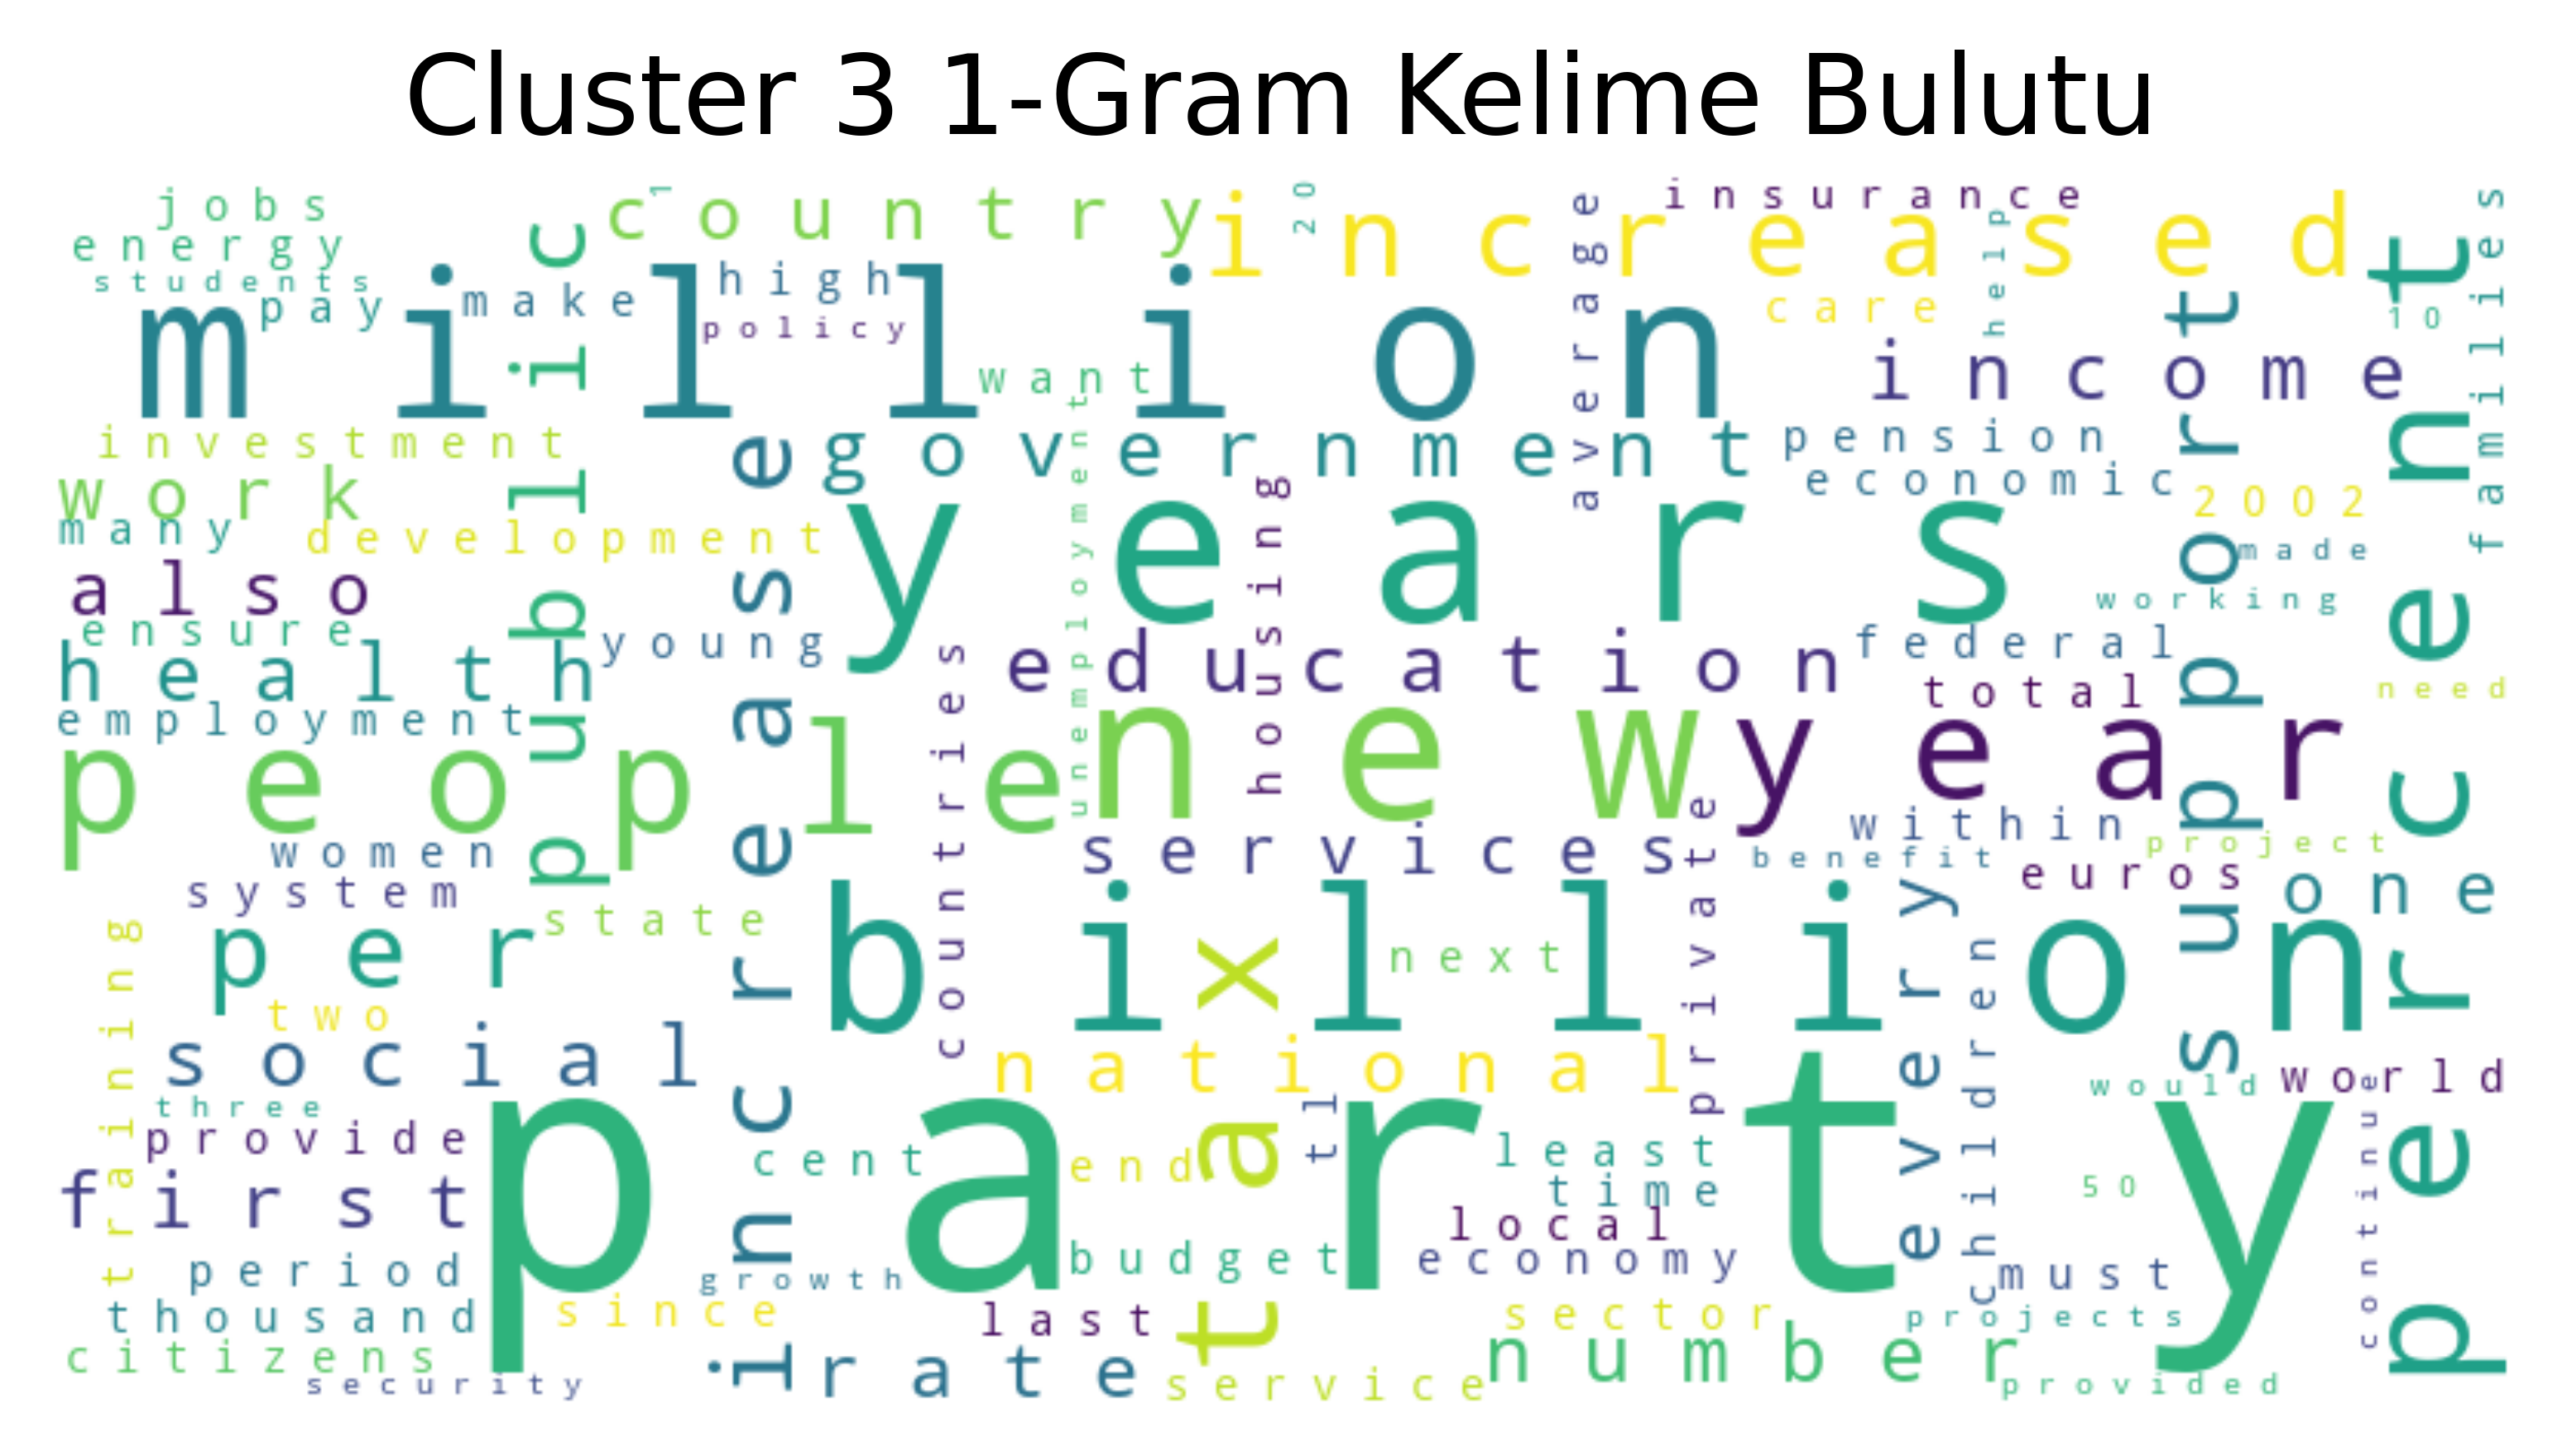 Cluster 3 1-Gram Kelime Bulutu
jobs
1
country
20
insurance
increased
families
energy
students
pay
make
high
policy
average
help
care
10
million
want
income
public
investment
government
pension
economic
2002
work
many
development
years
housing
unemployment
made
working
also
ensure
young
education
federal
health
total
need
employment
people
new
year
increase
countries
women
services
within
project
benefit
euros
system
state
private
one
per
billion
next
every
children
support
percent
training
two
social
national
would
world
three
provide
cent
end
tax
tl
least
time
50
continue
first
party
local
period
growth
budget
economy
must
thousand
since
last
sector
projects
citizens
security
rate
service
number
provided